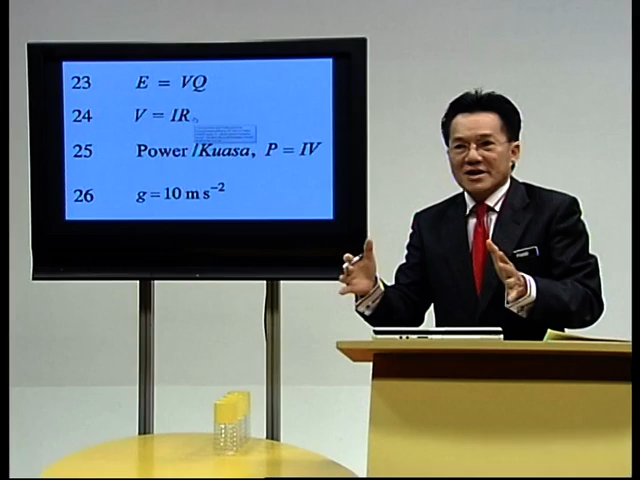 23 E = VQ
24 V = IR
25 Power /Kuasa, P = IV
26 g = 10 m s⁻²